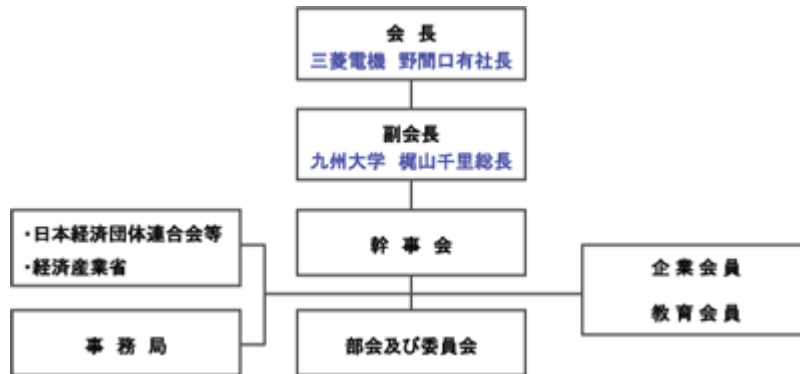 会 長
三菱電機 野間口有社長
副会長
九州大学 梶山千里総長
幹 事 会
・日本経済団体連合会等
・経済産業省
企 業 会 員
教 育 会 員
事 務 局
部会及び委員会